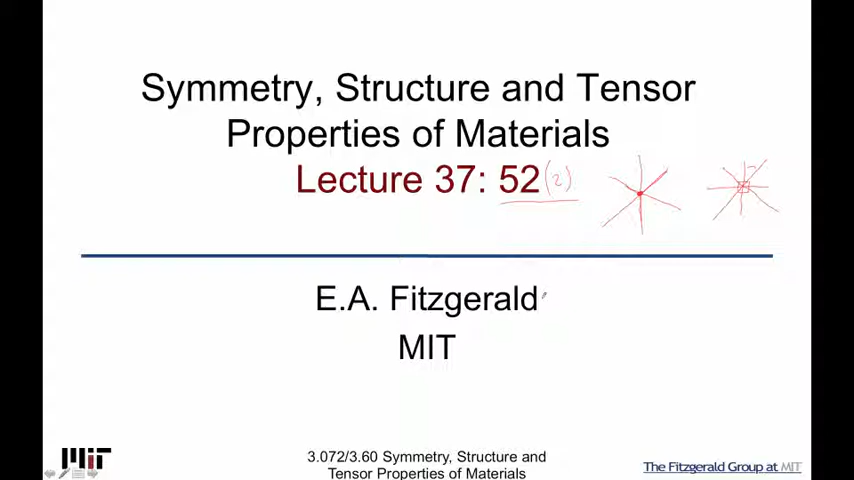 Symmetry, Structure and Tensor
Properties of Materials
Lecture 37: 52(2)
E.A. Fitzgerald
MIT
MIT
3.072/3.60 Symmetry, Structure and
Tensor Properties of Materials
The Fitzgerald Group at MIT